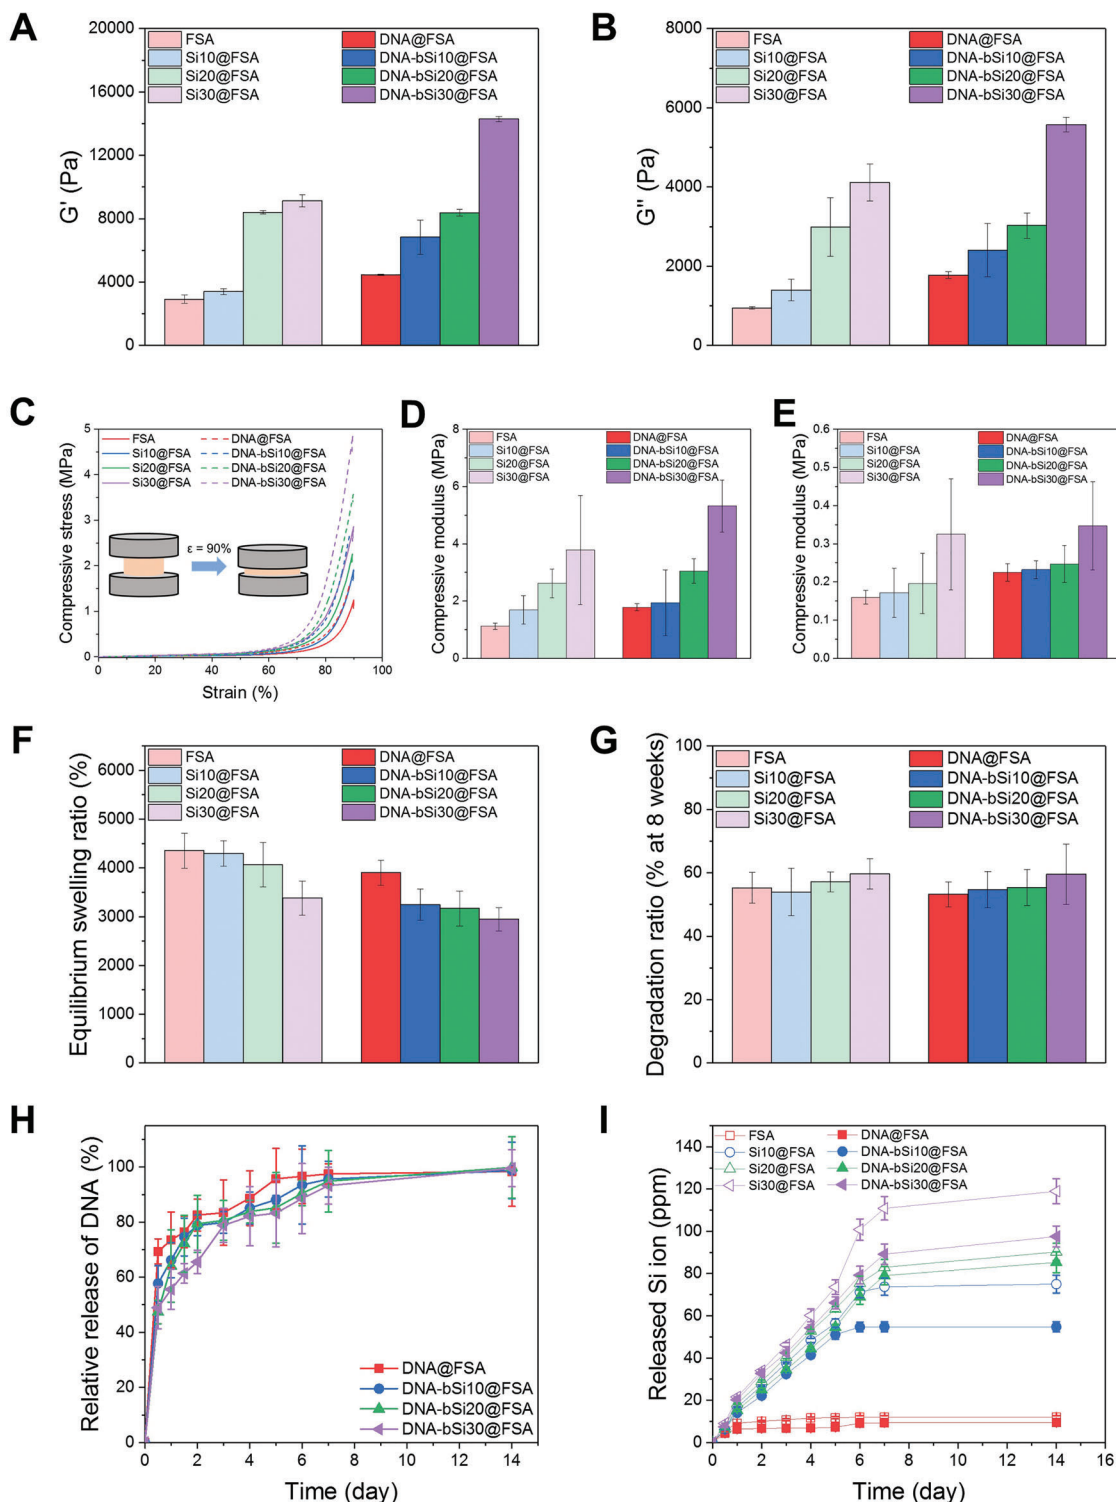 A
20000
16000
12000
8000
4000
0
G' (Pa)
FSA
Si10@FSA
Si20@FSA
Si30@FSA
DNA@FSA
DNA-bSi10@FSA
DNA-bSi20@FSA
DNA-bSi30@FSA
B
8000
6000
4000
2000
0
G'' (Pa)
FSA
Si10@FSA
Si20@FSA
Si30@FSA
DNA@FSA
DNA-bSi10@FSA
DNA-bSi20@FSA
DNA-bSi30@FSA
C
5
4
3
2
1
0
Compressive stress (MPa)
FSA
Si10@FSA
Si20@FSA
Si30@FSA
DNA@FSA
DNA-bSi10@FSA
DNA-bSi20@FSA
DNA-bSi30@FSA
ε = 90%
0 20 40 60 80 100
Strain (%)
D
8
6
4
2
0
Compressive modulus (MPa)
FSA
Si10@FSA
Si20@FSA
Si30@FSA
DNA@FSA
DNA-bSi10@FSA
DNA-bSi20@FSA
DNA-bSi30@FSA
E
0.6
0.5
0.4
0.3
0.2
0.1
0.0
Compressive modulus (MPa)
FSA
Si10@FSA
Si20@FSA
Si30@FSA
DNA@FSA
DNA-bSi10@FSA
DNA-bSi20@FSA
DNA-bSi30@FSA
F
6000
5000
4000
3000
2000
1000
0
Equilibrium swelling ratio (%)
FSA
Si10@FSA
Si20@FSA
Si30@FSA
DNA@FSA
DNA-bSi10@FSA
DNA-bSi20@FSA
DNA-bSi30@FSA
G
100
80
60
40
20
0
Degradation ratio (% at 8 weeks)
FSA
Si10@FSA
Si20@FSA
Si30@FSA
DNA@FSA
DNA-bSi10@FSA
DNA-bSi20@FSA
DNA-bSi30@FSA
H
100
80
60
40
20
0
Relative release of DNA (%)
DNA@FSA
DNA-bSi10@FSA
DNA-bSi20@FSA
DNA-bSi30@FSA
0 2 4 6 8 10 12 14
Time (day)
I
140
120
100
80
60
40
20
0
Released Si ion (ppm)
FSA
Si10@FSA
Si20@FSA
Si30@FSA
DNA@FSA
DNA-bSi10@FSA
DNA-bSi20@FSA
DNA-bSi30@FSA
0 2 4 6 8 10 12 14 16
Time (day)